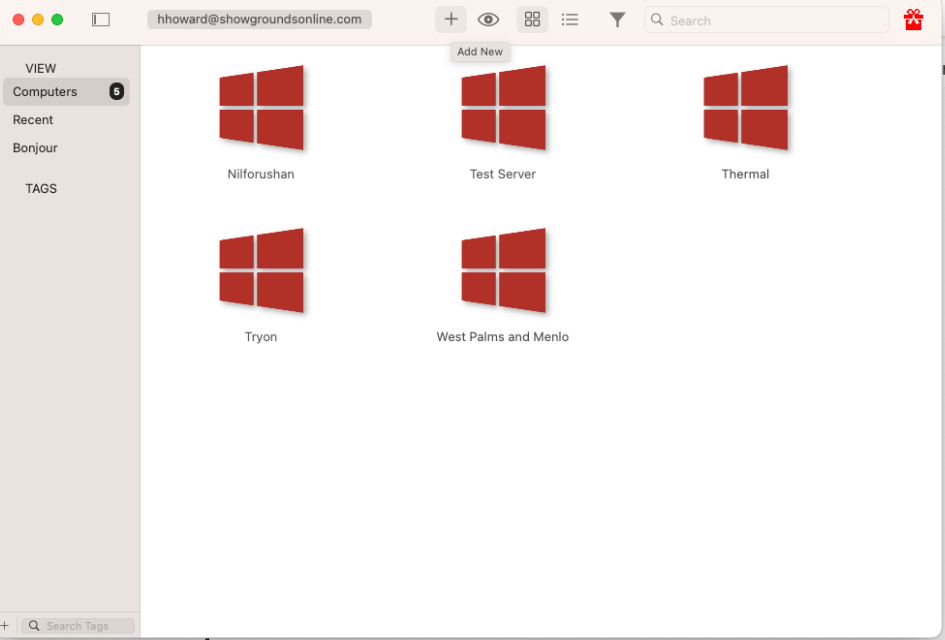 hhoward@showgroundsonline.com
Search
Add New
VIEW
Computers 5
Recent
Bonjour
TAGS
Nilforushan
Test Server
Thermal
Tryon
West Palms and Menlo
Search Tags